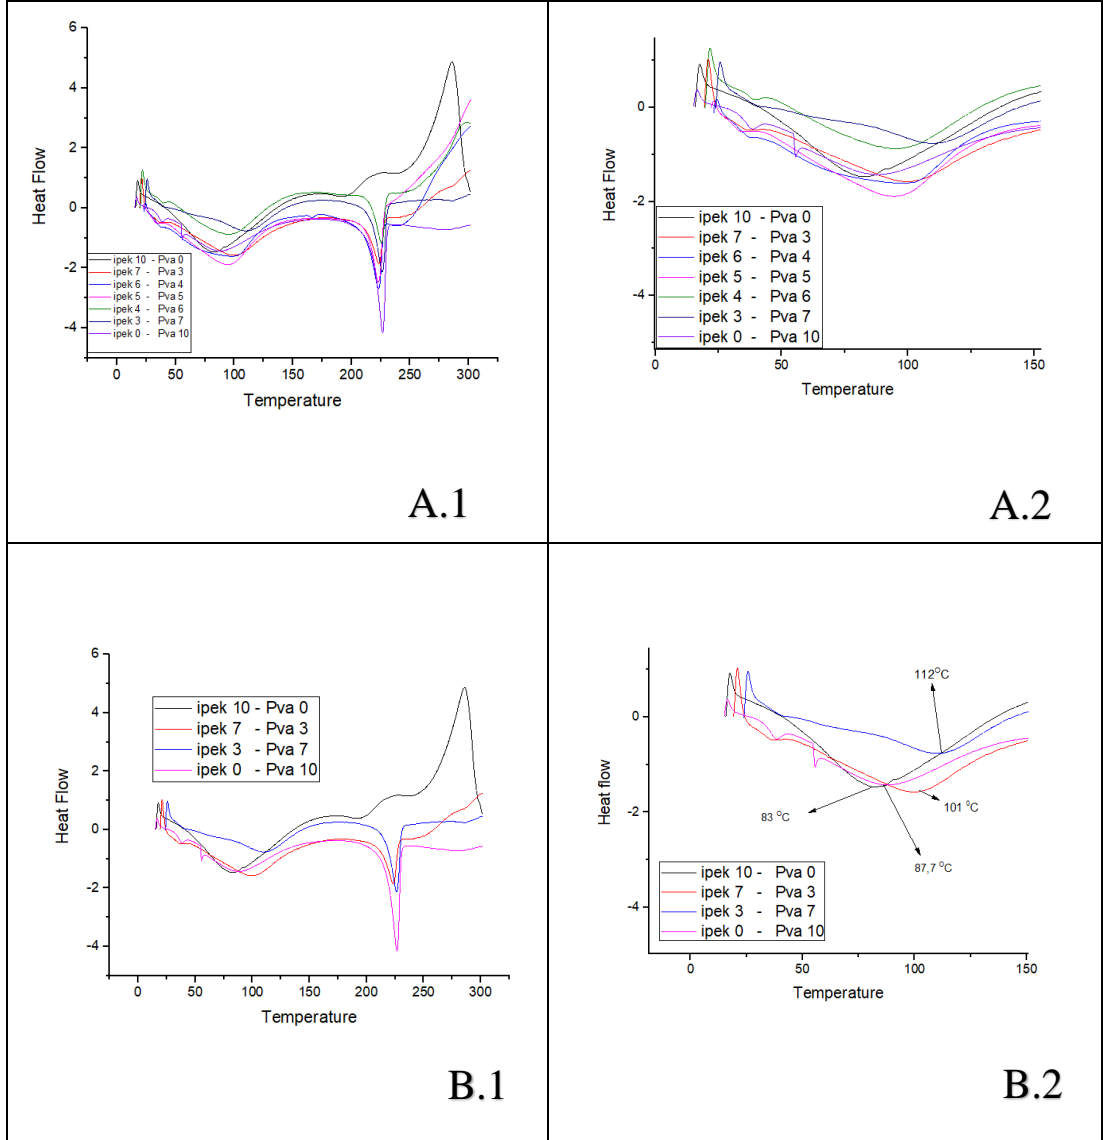 6
4
2
0
-2
-4
Heat Flow
ipek 10 - Pva 0
ipek 7 - Pva 3
ipek 6 - Pva 4
ipek 5 - Pva 5
ipek 4 - Pva 6
ipek 3 - Pva 7
ipek 0 - Pva 10
0 50 100 150 200 250 300
Temperature
A.1
0
-2
-4
Heat Flow
ipek 10 - Pva 0
ipek 7 - Pva 3
ipek 6 - Pva 4
ipek 5 - Pva 5
ipek 4 - Pva 6
ipek 3 - Pva 7
ipek 0 - Pva 10
0 50 100 150
Temperature
A.2
6
4
2
0
-2
-4
Heat Flow
ipek 10 - Pva 0
ipek 7 - Pva 3
ipek 3 - Pva 7
ipek 0 - Pva 10
0 50 100 150 200 250 300
Temperature
B.1
0
-2
-4
Heat flow
112°C
83 °C
101 °C
87,7 °C
ipek 10 - Pva 0
ipek 7 - Pva 3
ipek 3 - Pva 7
ipek 0 - Pva 10
0 50 100 150
Temperature
B.2